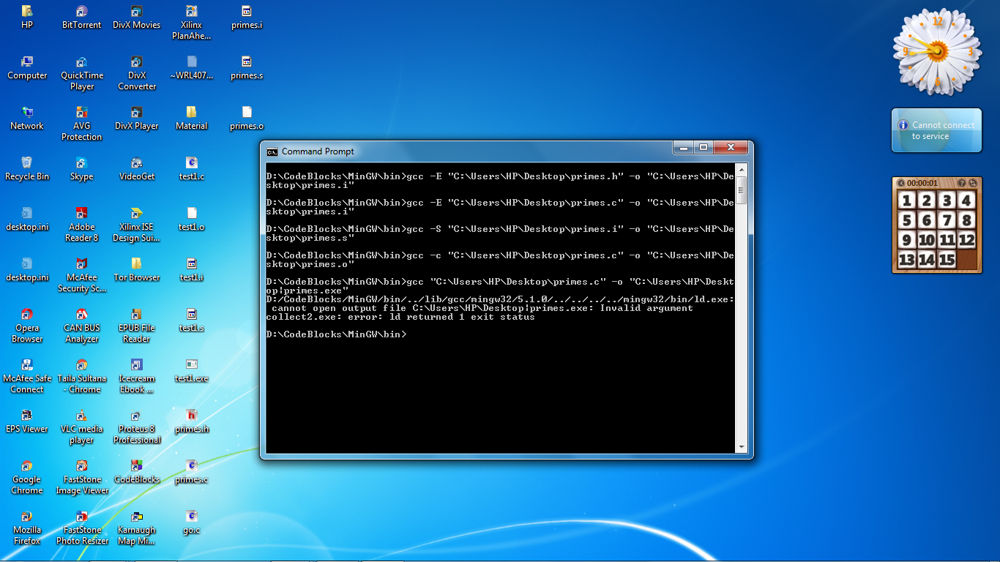 HP
BitTorrent
DivX Movies
Xilinx
PlanAhe...
primes.i
Computer
QuickTime
Player
DivX
Converter
~WRL407...
primes.s
Network
AVG
Protection
DivX Player
Material
primes.o
Recycle Bin
Skype
VideoGet
test1.c
desktop.ini
Adobe
Reader 8
Xilinx ISE
Design Sui...
test1.o
desktop.ini
McAfee
Security Sc...
Tor Browser
test1.i
Opera
Browser
CAN BUS
Analyzer
EPUB File
Reader
test1.s
McAfee Safe
Connect
Taila Sultana
- Chrome
Icecream
Ebook ...
test1.exe
EPS Viewer
VLC media
player
Proteus 8
Professional
primes.h
Google
Chrome
FastStone
Image Viewer
CodeBlocks
primes.c
Mozilla
Firefox
FastStone
Photo Resizer
Karnaugh
Map Mi...
go.c
Command Prompt
D:\CodeBlocks\MinGW\bin>gcc -E "C:\Users\HP\Desktop\primes.h" -o "C:\Users\HP\De
sktop\primes.i"
D:\CodeBlocks\MinGW\bin>gcc -E "C:\Users\HP\Desktop\primes.c" -o "C:\Users\HP\De
sktop\primes.i"
D:\CodeBlocks\MinGW\bin>gcc -S "C:\Users\HP\Desktop\primes.i" -o "C:\Users\HP\De
sktop\primes.s"
D:\CodeBlocks\MinGW\bin>gcc -c "C:\Users\HP\Desktop\primes.c" -o "C:\Users\HP\De
sktop\primes.o"
D:\CodeBlocks\MinGW\bin>gcc "C:\Users\HP\Desktop\primes.c" -o "C:\Users\HP\Deskt
op|primes.exe"
D:/CodeBlocks/MinGW/bin/../lib/gcc/mingw32/5.1.0/../../../../mingw32/bin/ld.exe:
 cannot open output file C:\Users\HP\Desktop|primes.exe: Invalid argument
collect2.exe: error: ld returned 1 exit status
D:\CodeBlocks\MinGW\bin>
12
9 3
6
Cannot connect
to service
00:00:01 ?
1 2 3 4
5 6 7 8
9 10 11 12
13 14 15